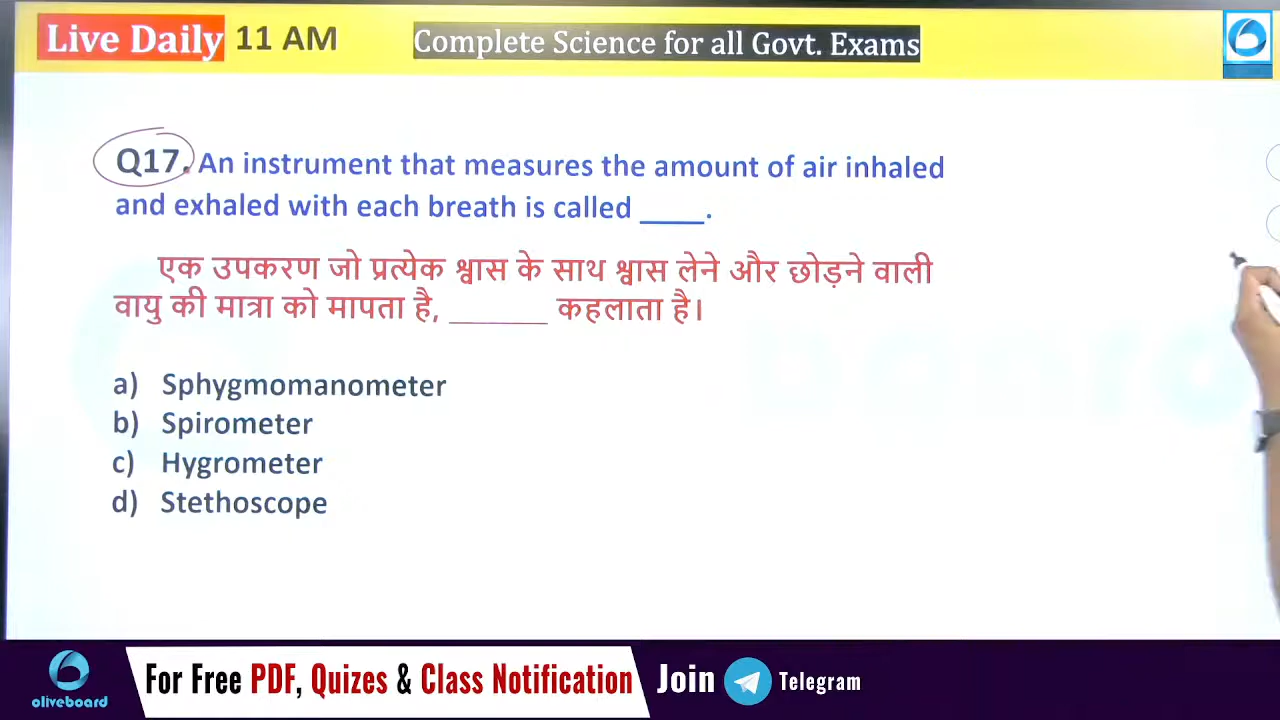 Live Daily 11 AM
Complete Science for all Govt. Exams
Q17. An instrument that measures the amount of air inhaled
and exhaled with each breath is called ____.
एक उपकरण जो प्रत्येक श्वास के साथ श्वास लेने और छोड़ने वाली
वायु की मात्रा को मापता है, ______ कहलाता है।
a) Sphygmomanometer
b) Spirometer
c) Hygrometer
d) Stethoscope
oliveboard
For Free PDF, Quizes & Class Notification
Join Telegram